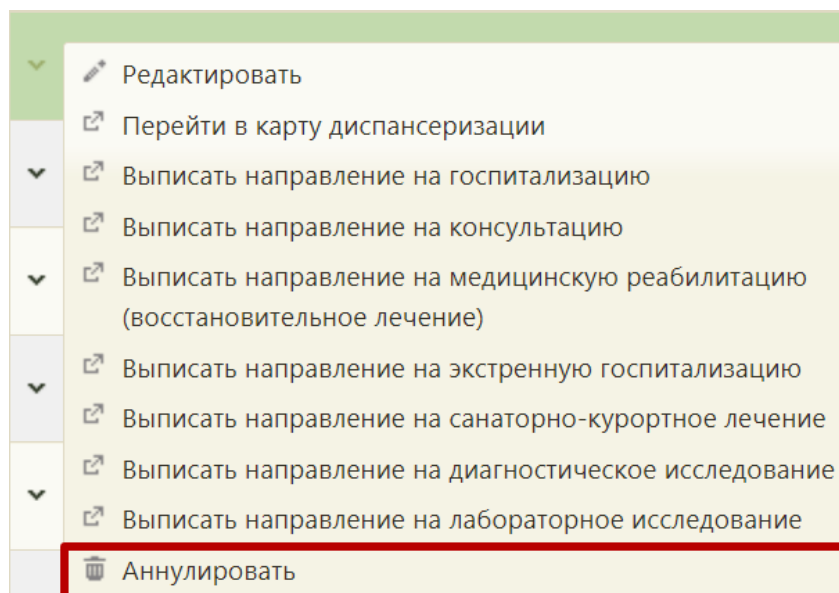 Редактировать
Перейти в карту диспансеризации
Выписать направление на госпитализацию
Выписать направление на консультацию
Выписать направление на медицинскую реабилитацию
(восстановительное лечение)
Выписать направление на экстренную госпитализацию
Выписать направление на санаторно-курортное лечение
Выписать направление на диагностическое исследование
Выписать направление на лабораторное исследование
Аннулировать